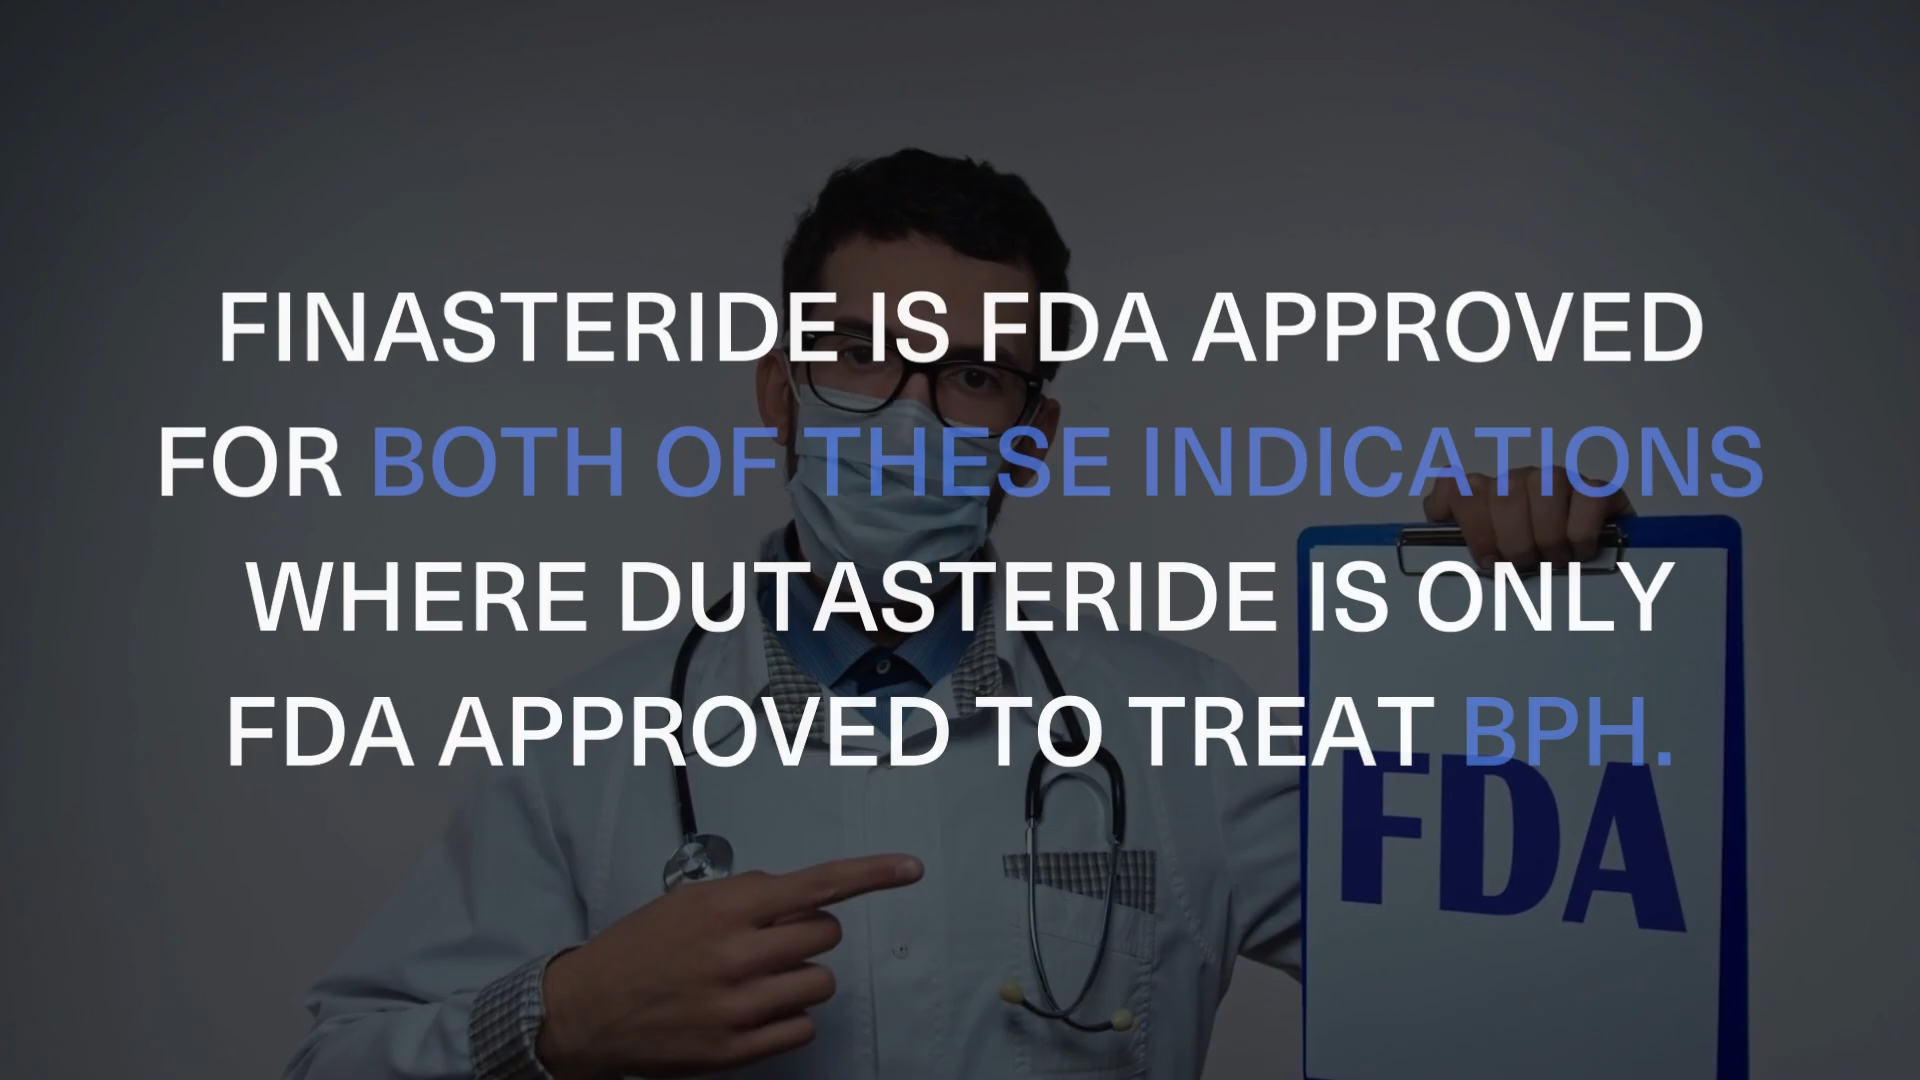 FINASTERIDE IS FDA APPROVED
FOR BOTH OF THESE INDICATIONS
WHERE DUTASTERIDE IS ONLY
FDA APPROVED TO TREAT BPH.
FDA